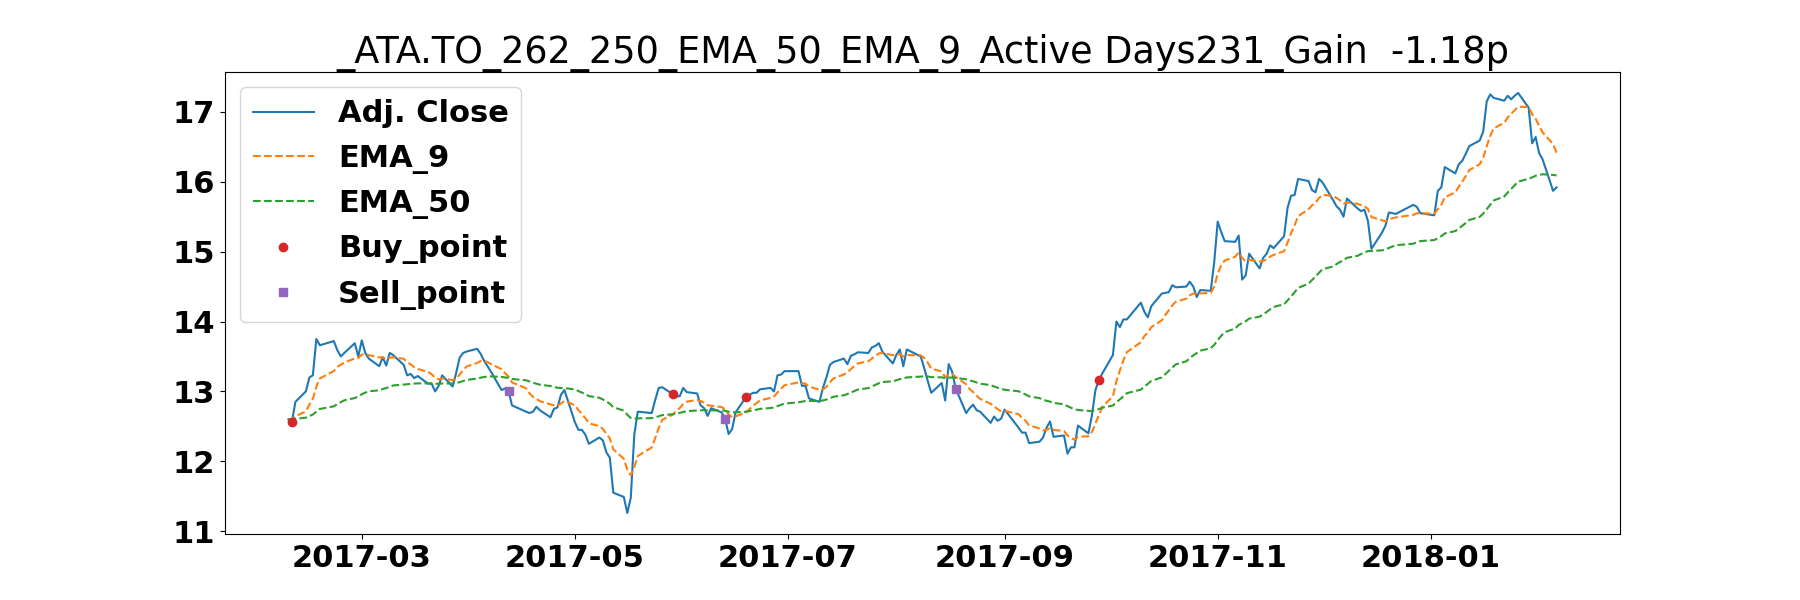 _ATA.TO_262_250_EMA_50_EMA_9_Active Days231_Gain  -1.18p
Adj. Close
EMA_9
EMA_50
Buy_point
Sell_point
17
16
15
14
13
12
11
2017-03
2017-05
2017-07
2017-09
2017-11
2018-01